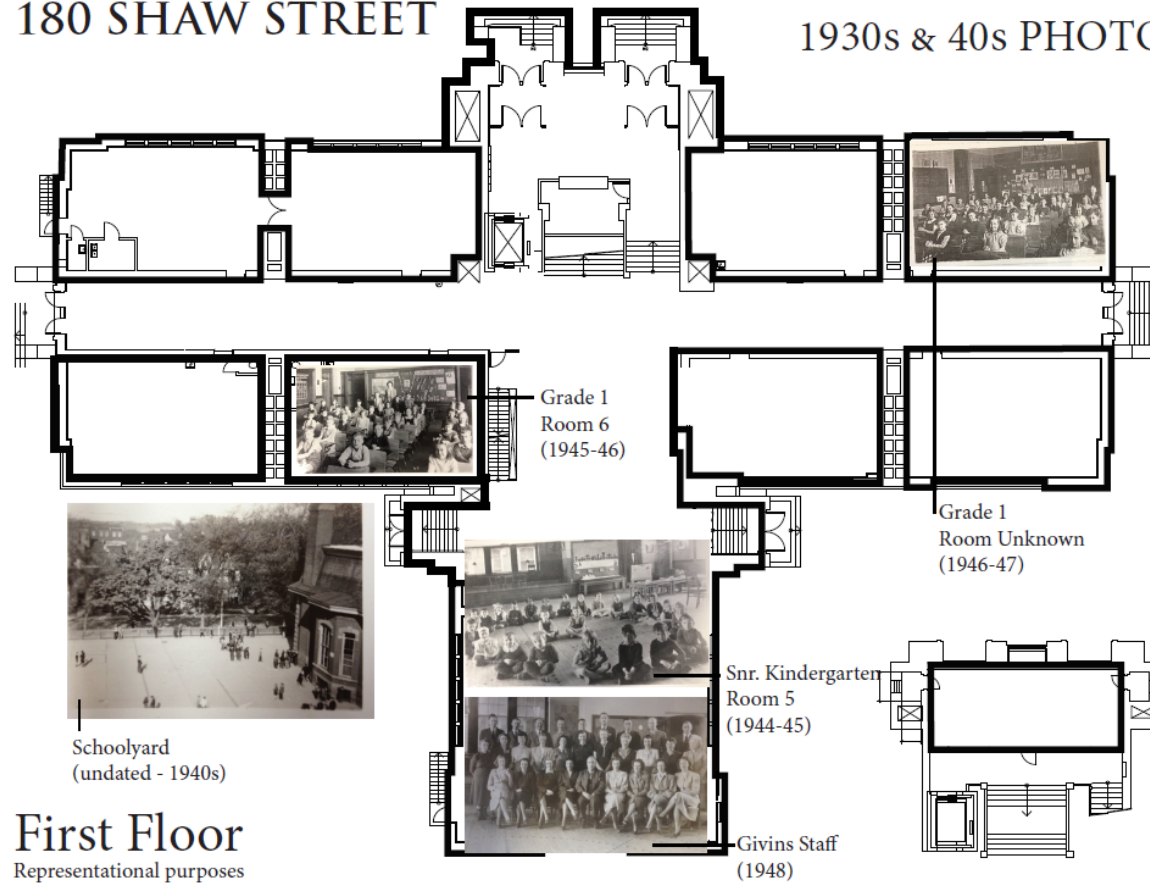 180 SHAW STREET
1930s & 40s PHOTO
Grade 1
Room 6
(1945-46)
Grade 1
Room Unknown
(1946-47)
Snr. Kindergarten
Room 5
(1944-45)
Schoolyard
(undated - 1940s)
Givins Staff
(1948)
First Floor
Representational purposes